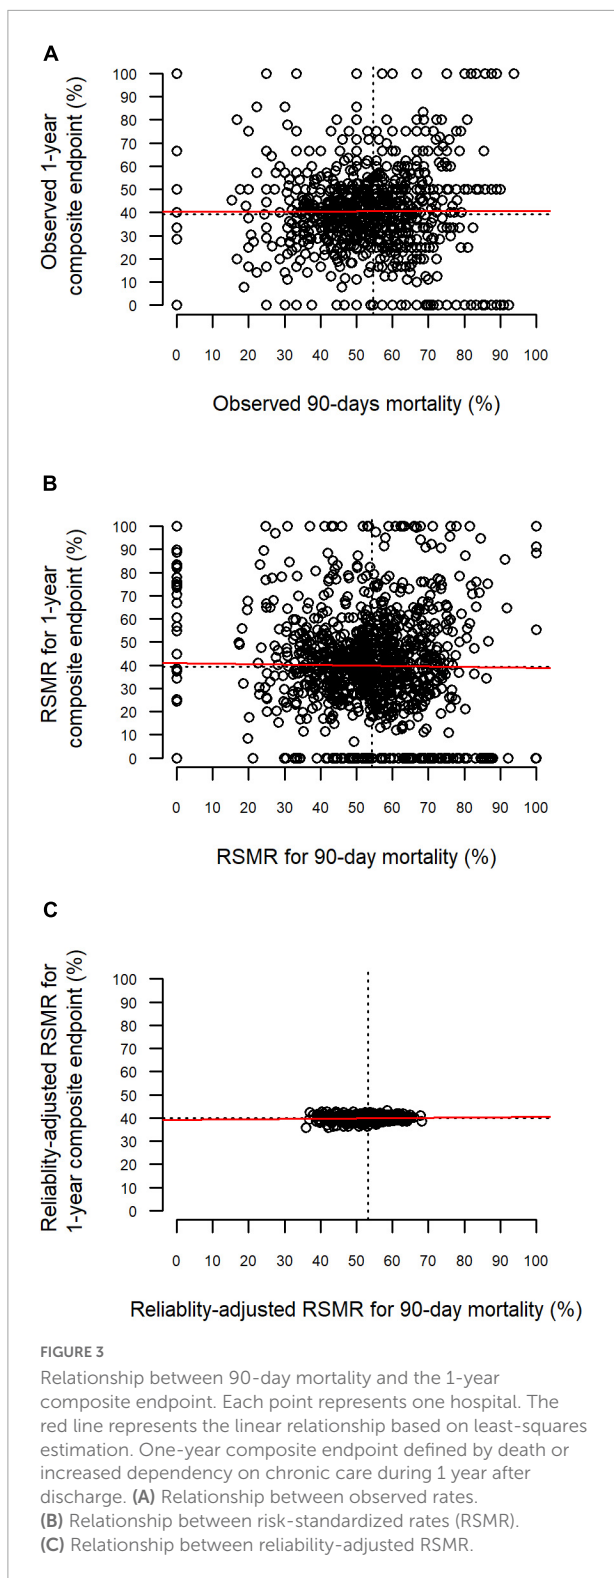 A
Observed 1-year
composite endpoint (%)
100
90
80
70
60
50
40
30
20
10
0
0 10 20 30 40 50 60 70 80 90 100
Observed 90-days mortality (%)
B
RSMR for 1-year
composite endpoint (%)
100
90
80
70
60
50
40
30
20
10
0
0 10 20 30 40 50 60 70 80 90 100
RSMR for 90-day mortality (%)
C
Reliablity-adjusted RSMR for
1-year composite endpoint (%)
100
90
80
70
60
50
40
30
20
10
0
0 10 20 30 40 50 60 70 80 90 100
Reliablity-adjusted RSMR for 90-day mortality (%)
FIGURE 3
Relationship between 90-day mortality and the 1-year
composite endpoint. Each point represents one hospital. The
red line represents the linear relationship based on least-squares
estimation. One-year composite endpoint defined by death or
increased dependency on chronic care during 1 year after
discharge. (A) Relationship between observed rates.
(B) Relationship between risk-standardized rates (RSMR).
(C) Relationship between reliability-adjusted RSMR.